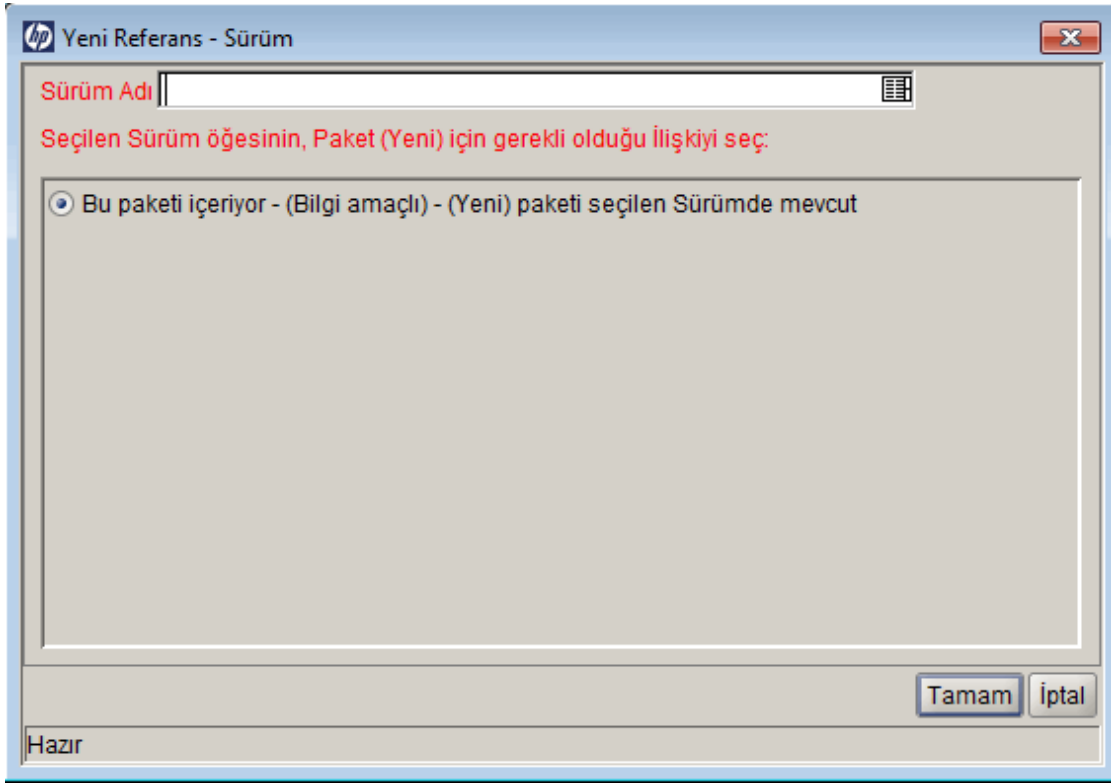 hp Yeni Referans - Sürüm
Sürüm Adı
Seçilen Sürüm öğesinin, Paket (Yeni) için gerekli olduğu İlişkiyi seç:
Bu paketi içeriyor - (Bilgi amaçlı) - (Yeni) paketi seçilen Sürümde mevcut
Tamam İptal
Hazır